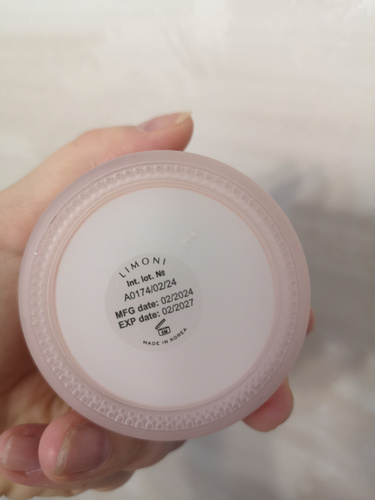 LIMONI
Int. lot. №
A0174/02/24
MFG date: 02/2024
EXP date: 02/2027
MADE IN KOREA